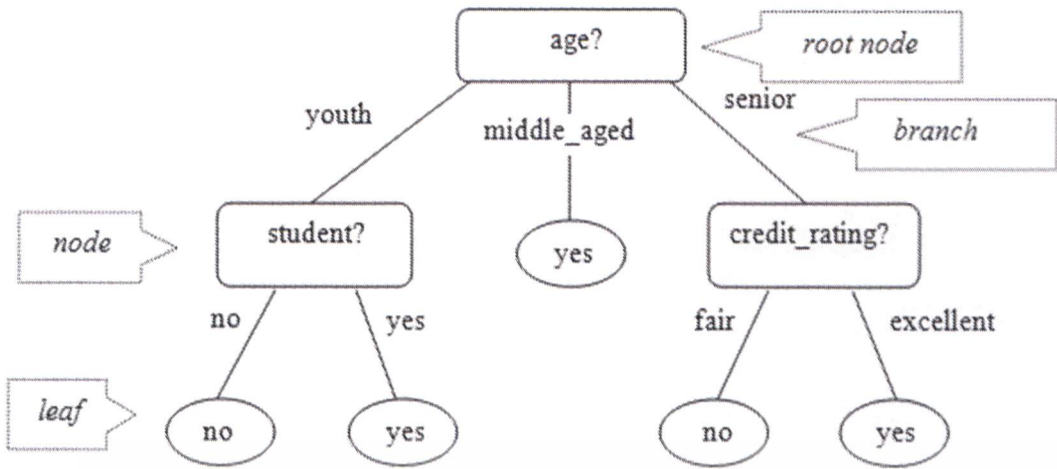 age?
root node
youth
middle_aged
senior
branch
node
student?
yes
credit_rating?
no
yes
fair
excellent
leaf
no
yes
no
yes